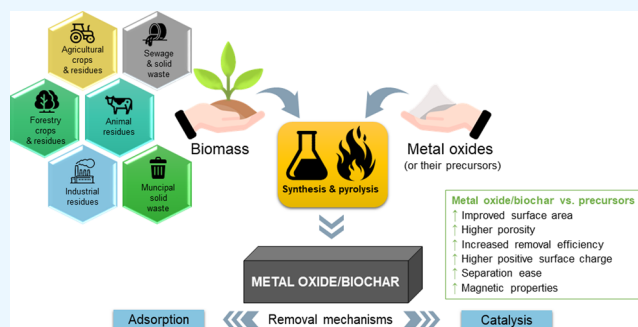 Agricultural
crops
& residues
Sewage
& solid
waste
Forestry
crops
& residues
Animal
residues
Industrial
residues
Muncipal
solid
waste
Biomass
Metal oxides
(or their precursors)
Synthesis & pyrolysis
Metal oxide/biochar vs. precursors
↑ Improved surface area
↑ Higher porosity
↑ Increased removal efficiency
↑ Higher positive surface charge
↑ Separation ease
↑ Magnetic properties
METAL OXIDE/BIOCHAR
Adsorption
Removal mechanisms
Catalysis